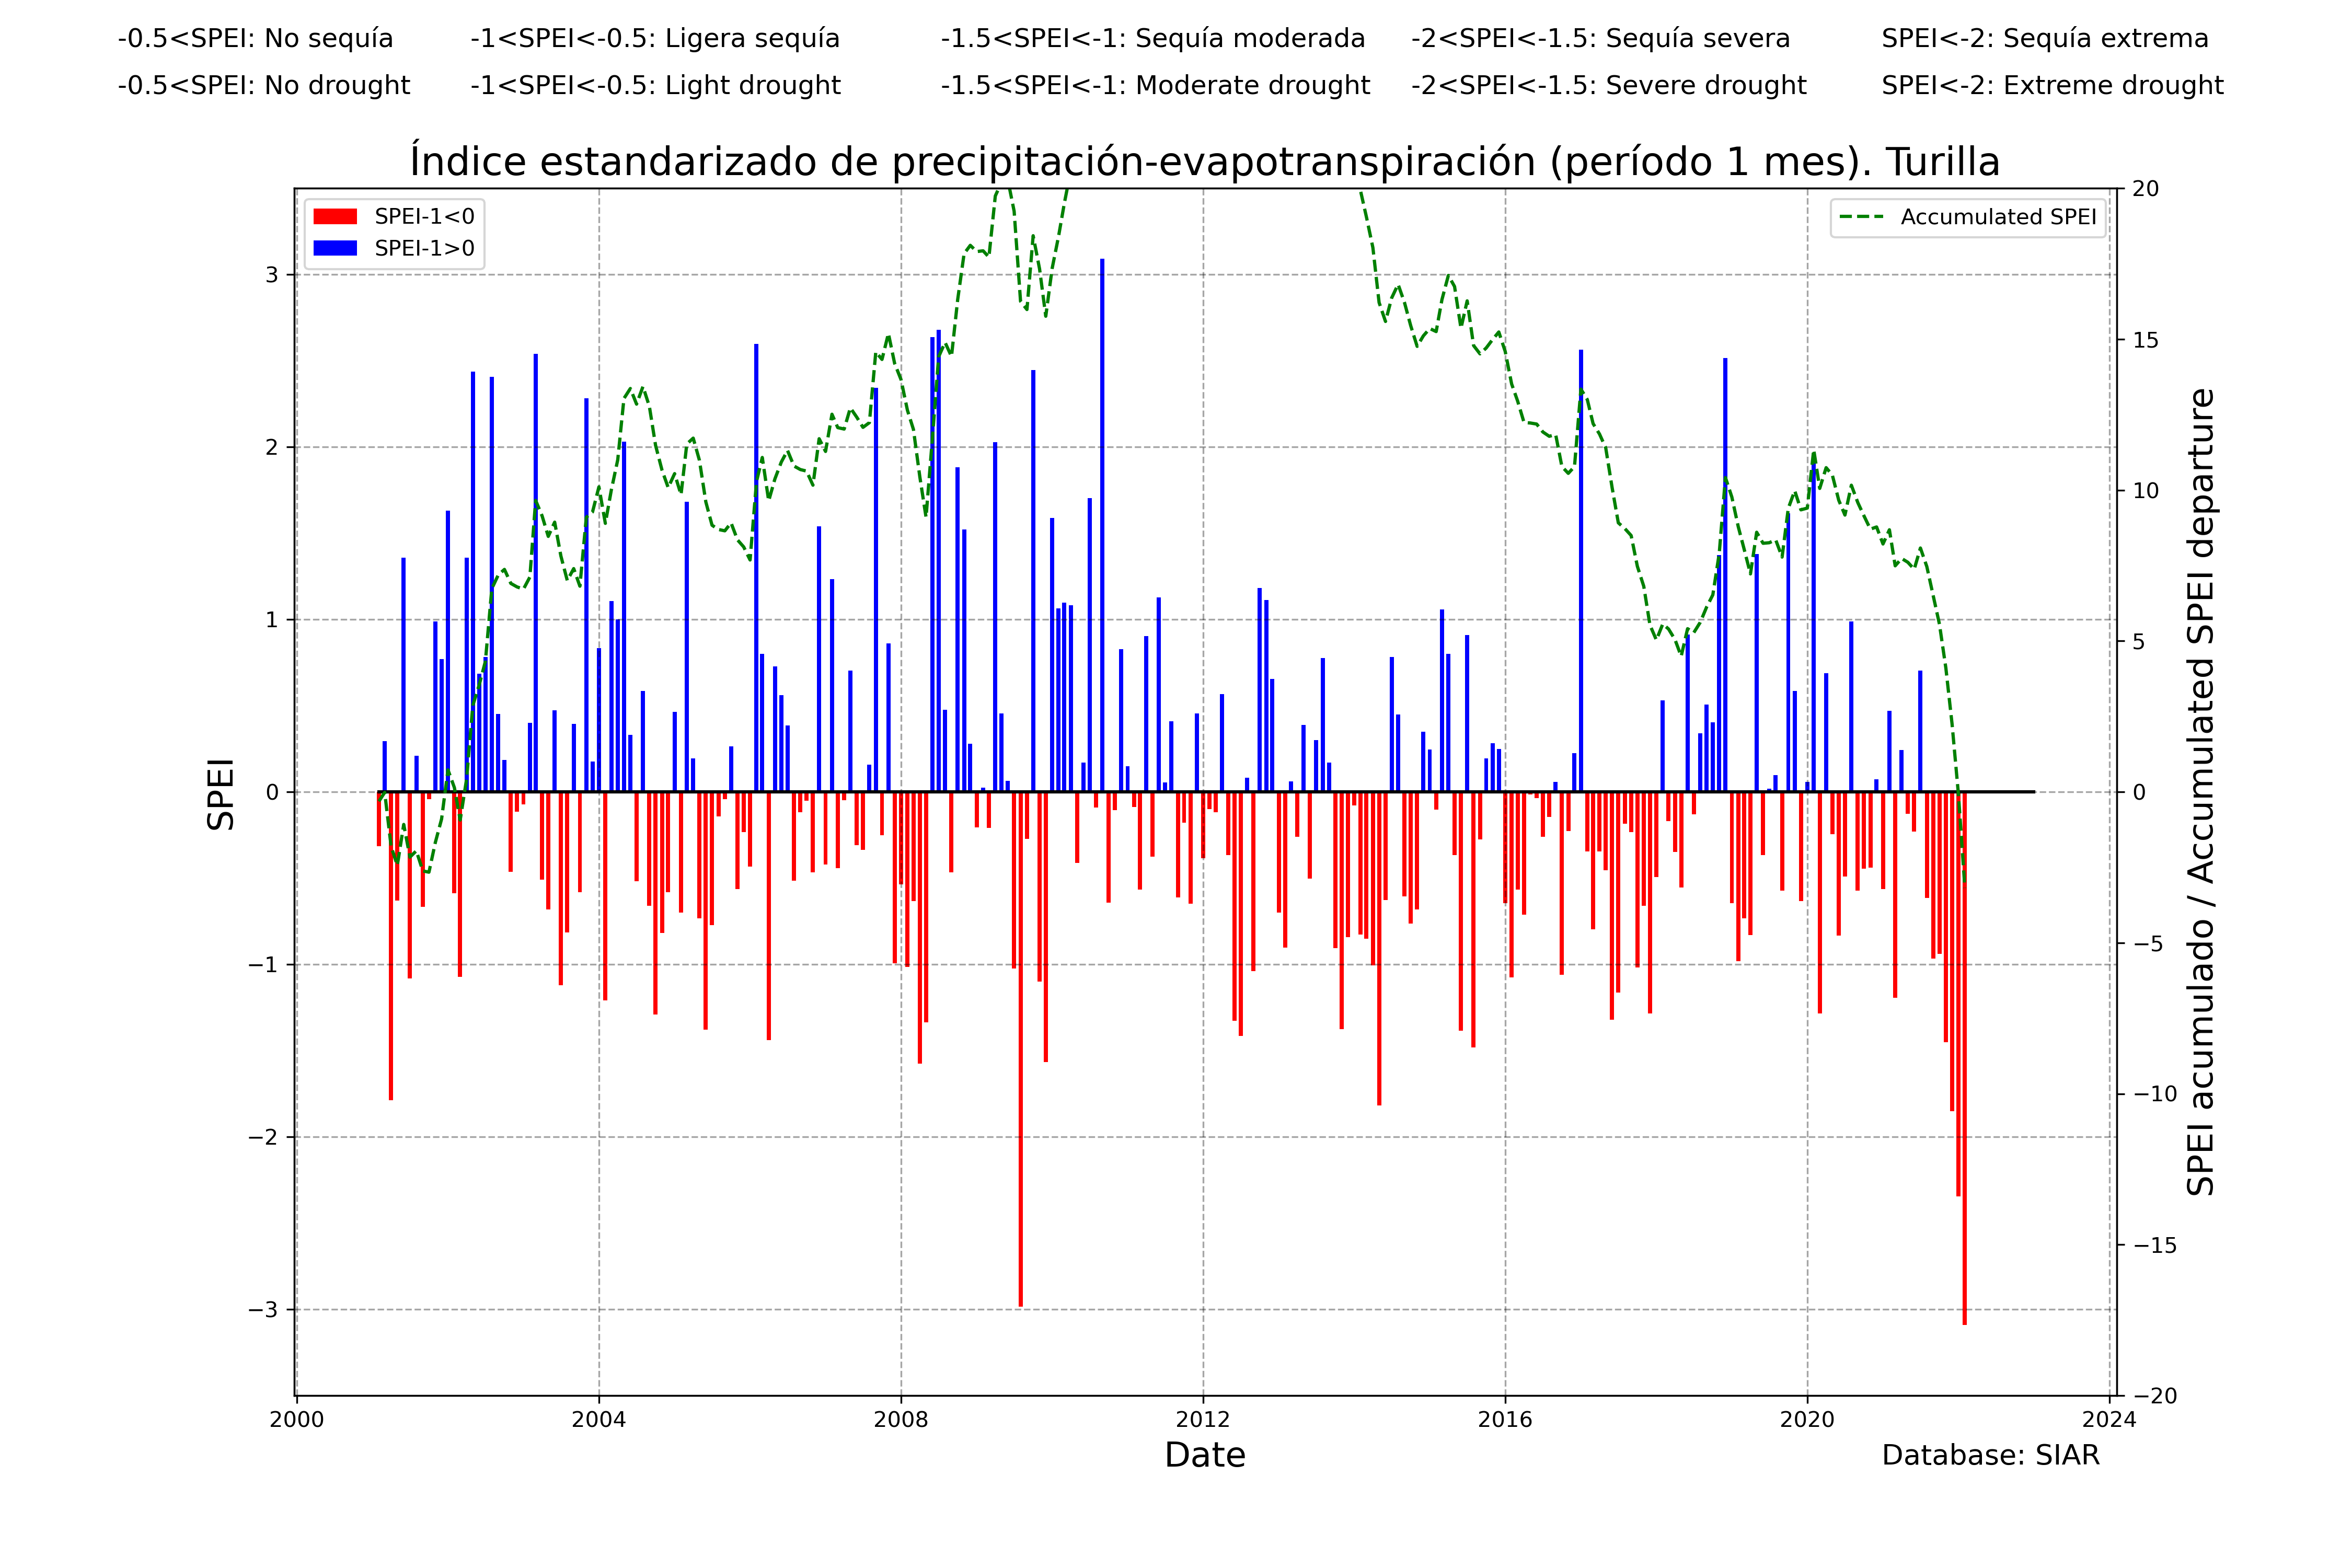 -0.5<SPEI: No sequía -1<SPEI<-0.5: Ligera sequía -1.5<SPEI<-1: Sequía moderada -2<SPEI<-1.5: Sequía severa SPEI<-2: Sequía extrema
-0.5<SPEI: No drought -1<SPEI<-0.5: Light drought -1.5<SPEI<-1: Moderate drought -2<SPEI<-1.5: Severe drought SPEI<-2: Extreme drought
Índice estandarizado de precipitación-evapotranspiración (período 1 mes). Turilla
SPEI-1<0
SPEI-1>0
Accumulated SPEI
SPEI
3
2
1
0
−1
−2
−3
20
15
10
5
0
−5
−10
−15
−20
SPEI acumulado / Accumulated SPEI departure
2000 2004 2008 2012 2016 2020 2024
Date
Database: SIAR